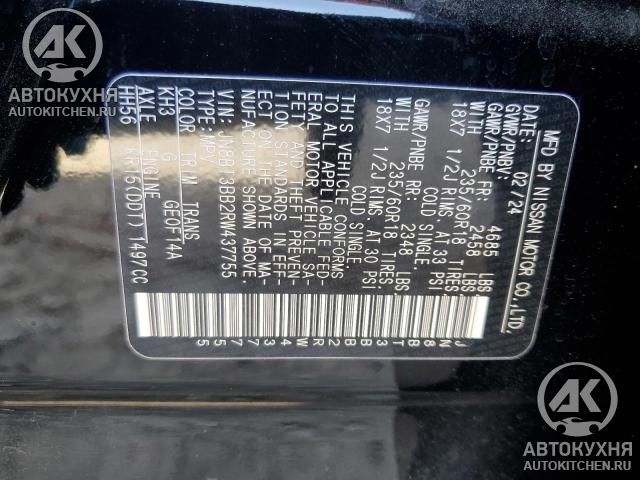 AK
АВТОКУХНЯ
AUTOKITCHEN.RU
MFD BY NISSAN MOTOR CO.,LTD.
DATE: 02/24
GVWR/PNBV: 4685 LBS
GAWR/PNBE FR: 2458 LBS.
WITH 235/60R18 TIRES,
18X7 1/2J RIMS AT 33 PSI
COLD SINGLE.
GAWR/PNBE RR: 2348 LBS.
WITH 235/60R18 TIRES,
18X7 1/2J RIMS AT 30 PSI
COLD SINGLE
THIS VEHICLE CONFORMS
TO ALL APPLICABLE FED-
ERAL MOTOR VEHICLE SA-
FETY AND THEFT PREVEN-
TION STANDARDS IN EFF-
ECT ON THE DATE OF MA-
NUFACTURE SHOWN ABOVE.
VIN:JN8BT3BB2RW437755
TYPE:MPV
COLOR TRIM TRANS
KH3 G GEOF14A
AXLE ENGINE
HH56 KR15(DDT) 1497CC
JN8BT3BB2RW437755
AK
АВТОКУХНЯ
AUTOKITCHEN.RU